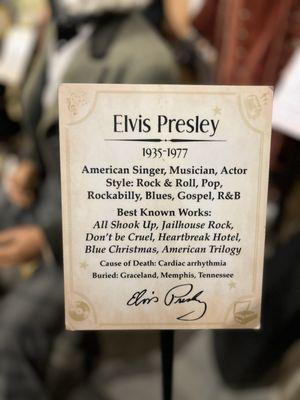 Elvis Presley
1935-1977
American Singer, Musician, Actor
Style: Rock & Roll, Pop,
Rockabilly, Blues, Gospel, R&B
Best Known Works:
All Shook Up, Jailhouse Rock,
Don't be Cruel, Heartbreak Hotel,
Blue Christmas, American Trilogy
Cause of Death: Cardiac arrhythmia
Buried: Graceland, Memphis, Tennessee
Elvis Presley